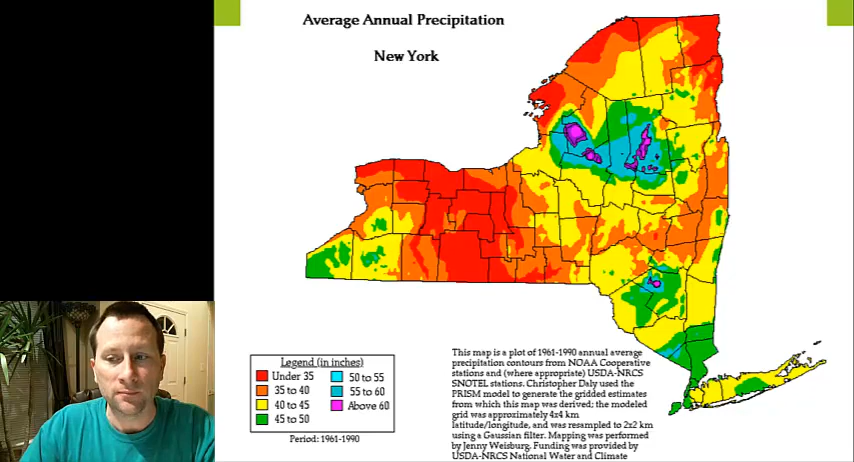 Average Annual Precipitation
New York
Legend (in inches)
Under 35
35 to 40
40 to 45
45 to 50
50 to 55
55 to 60
Above 60
Period: 1961-1990
This map is a plot of 1961-1990 annual average
precipitation contours from NOAA Cooperative
stations and (where appropriate) USDA-NRCS
SNOTEL stations. Christopher Daly used the
PRISM model to generate the gridded estimates
from which this map was derived; the modeled
grid was approximately 4x4 km
latitude/longitude, and was resampled to 2x2 km
using a Gaussian filter. Mapping was performed
by Jenny Weisburg. Funding was provided by
USDA-NRCS National Water and Climate